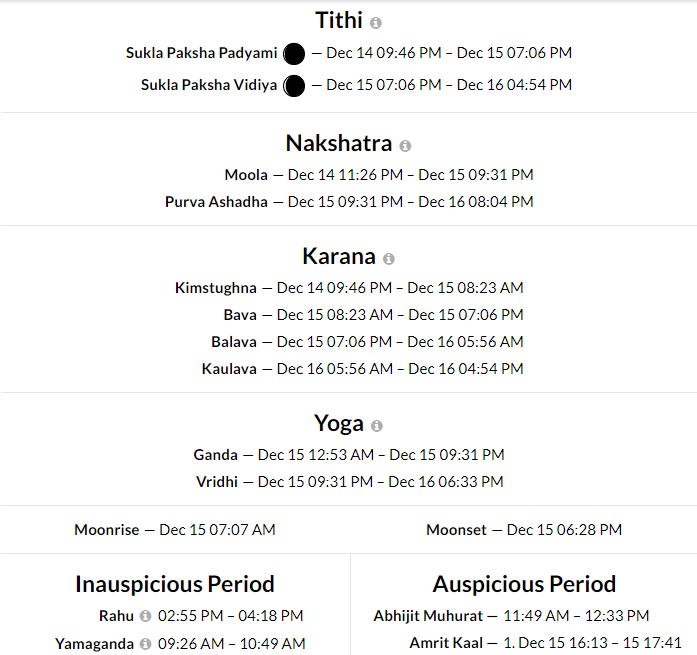 Tithi
Sukla Paksha Padyami — Dec 14 09:46 PM – Dec 15 07:06 PM
Sukla Paksha Vidiya — Dec 15 07:06 PM – Dec 16 04:54 PM
Nakshatra
Moola — Dec 14 11:26 PM – Dec 15 09:31 PM
Purva Ashadha — Dec 15 09:31 PM – Dec 16 08:04 PM
Karana
Kimstughna — Dec 14 09:46 PM – Dec 15 08:23 AM
Bava — Dec 15 08:23 AM – Dec 15 07:06 PM
Balava — Dec 15 07:06 PM – Dec 16 05:56 AM
Kaulava — Dec 16 05:56 AM – Dec 16 04:54 PM
Yoga
Ganda — Dec 15 12:53 AM – Dec 15 09:31 PM
Vridhi — Dec 15 09:31 PM – Dec 16 06:33 PM
Moonrise — Dec 15 07:07 AM
Moonset — Dec 15 06:28 PM
Inauspicious Period
Rahu 02:55 PM – 04:18 PM
Yamaganda 09:26 AM – 10:49 AM
Auspicious Period
Abhijit Muhurat — 11:49 AM – 12:33 PM
Amrit Kaal — 1. Dec 15 16:13 – 15 17:41